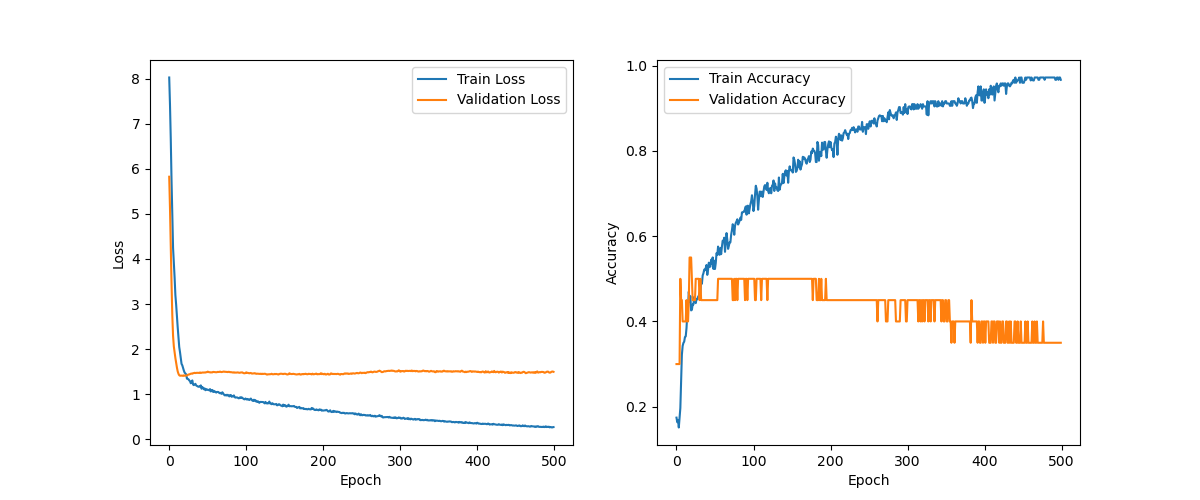 Train Loss
Validation Loss
8
7
6
5
4
3
2
1
0
Loss
0 100 200 300 400 500
Epoch
Train Accuracy
Validation Accuracy
1.0
0.8
0.6
0.4
0.2
Accuracy
0 100 200 300 400 500
Epoch